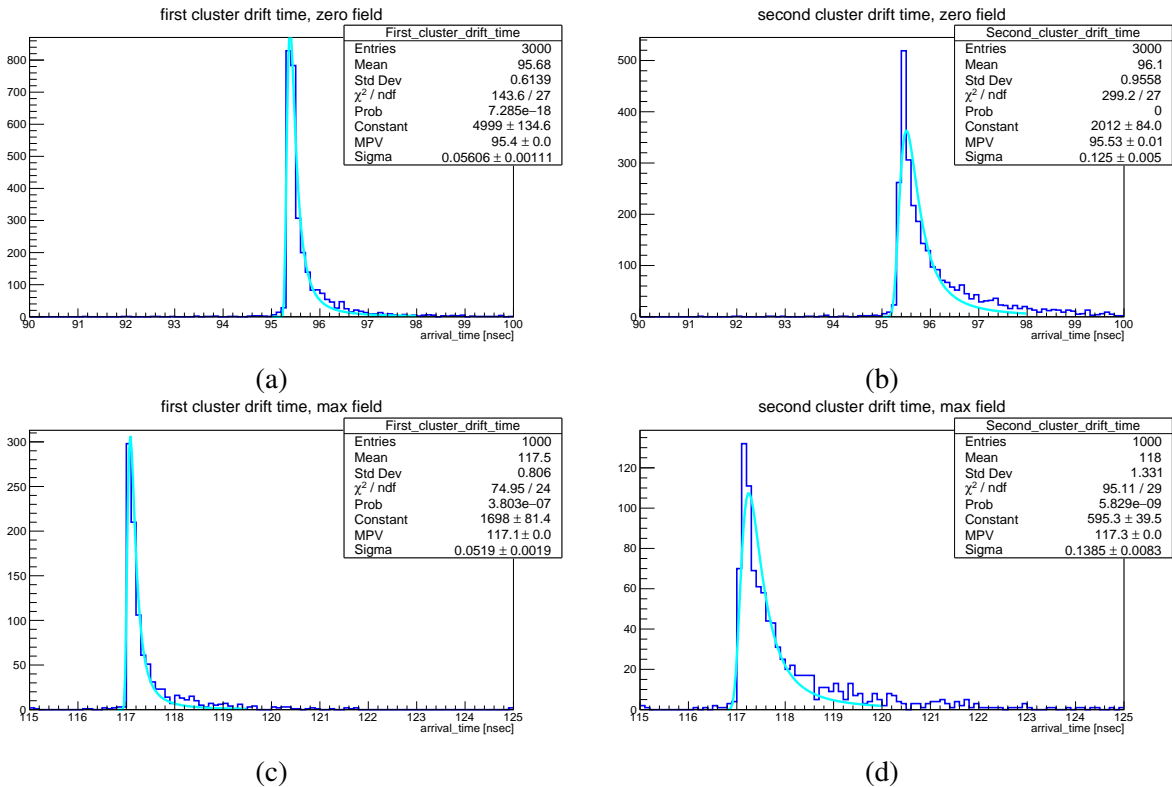 first cluster drift time, zero field
First_cluster_drift_time
Entries 3000
Mean 95.68
Std Dev 0.6139
χ² / ndf 143.6 / 27
Prob 7.285e−18
Constant 4999 ± 134.6
MPV 95.4 ± 0.0
Sigma 0.05606 ± 0.00111
800
700
600
500
400
300
200
100
0
90 91 92 93 94 95 96 97 98 99 100
arrival_time [nsec]
(a)
second cluster drift time, zero field
Second_cluster_drift_time
Entries 3000
Mean 96.1
Std Dev 0.9558
χ² / ndf 299.2 / 27
Prob 0
Constant 2012 ± 84.0
MPV 95.53 ± 0.01
Sigma 0.125 ± 0.005
500
400
300
200
100
0
90 91 92 93 94 95 96 97 98 99 100
arrival_time [nsec]
(b)
first cluster drift time, max field
First_cluster_drift_time
Entries 1000
Mean 117.5
Std Dev 0.806
χ² / ndf 74.95 / 24
Prob 3.803e−07
Constant 1698 ± 81.4
MPV 117.1 ± 0.0
Sigma 0.0519 ± 0.0019
300
250
200
150
100
50
0
115 116 117 118 119 120 121 122 123 124 125
arrival_time [nsec]
(c)
second cluster drift time, max field
Second_cluster_drift_time
Entries 1000
Mean 118
Std Dev 1.331
χ² / ndf 95.11 / 29
Prob 5.829e−09
Constant 595.3 ± 39.5
MPV 117.3 ± 0.0
Sigma 0.1385 ± 0.0083
120
100
80
60
40
20
0
115 116 117 118 119 120 121 122 123 124 125
arrival_time [nsec]
(d)